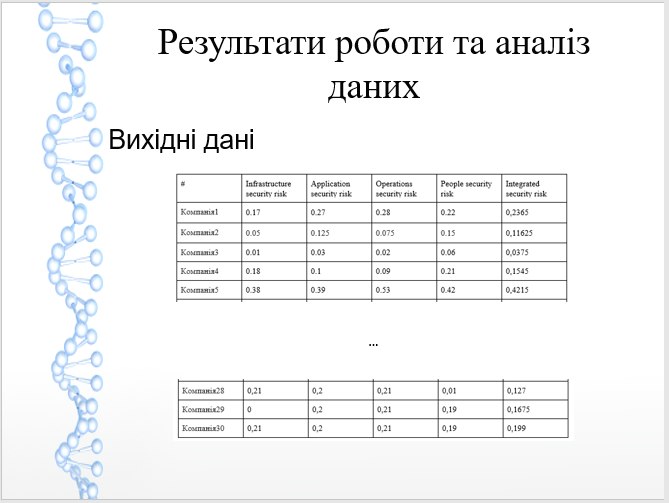 Результати роботи та аналіз
даних
Вихідні дані
# Infrastructure security risk Application security risk Operations security risk People security risk Integrated security risk
Компанія1 0.17 0.27 0.28 0.22 0,2365
Компанія2 0.05 0.125 0.075 0.15 0,11625
Компанія3 0.01 0.03 0.02 0.06 0,0375
Компанія4 0.18 0.1 0.09 0.21 0,1545
Компанія5 0.38 0.39 0.53 0.42 0,4215
...
Компанія28 0,21 0,2 0,21 0,01 0,127
Компанія29 0 0,2 0,21 0,19 0,1675
Компанія30 0,21 0,2 0,21 0,19 0,199